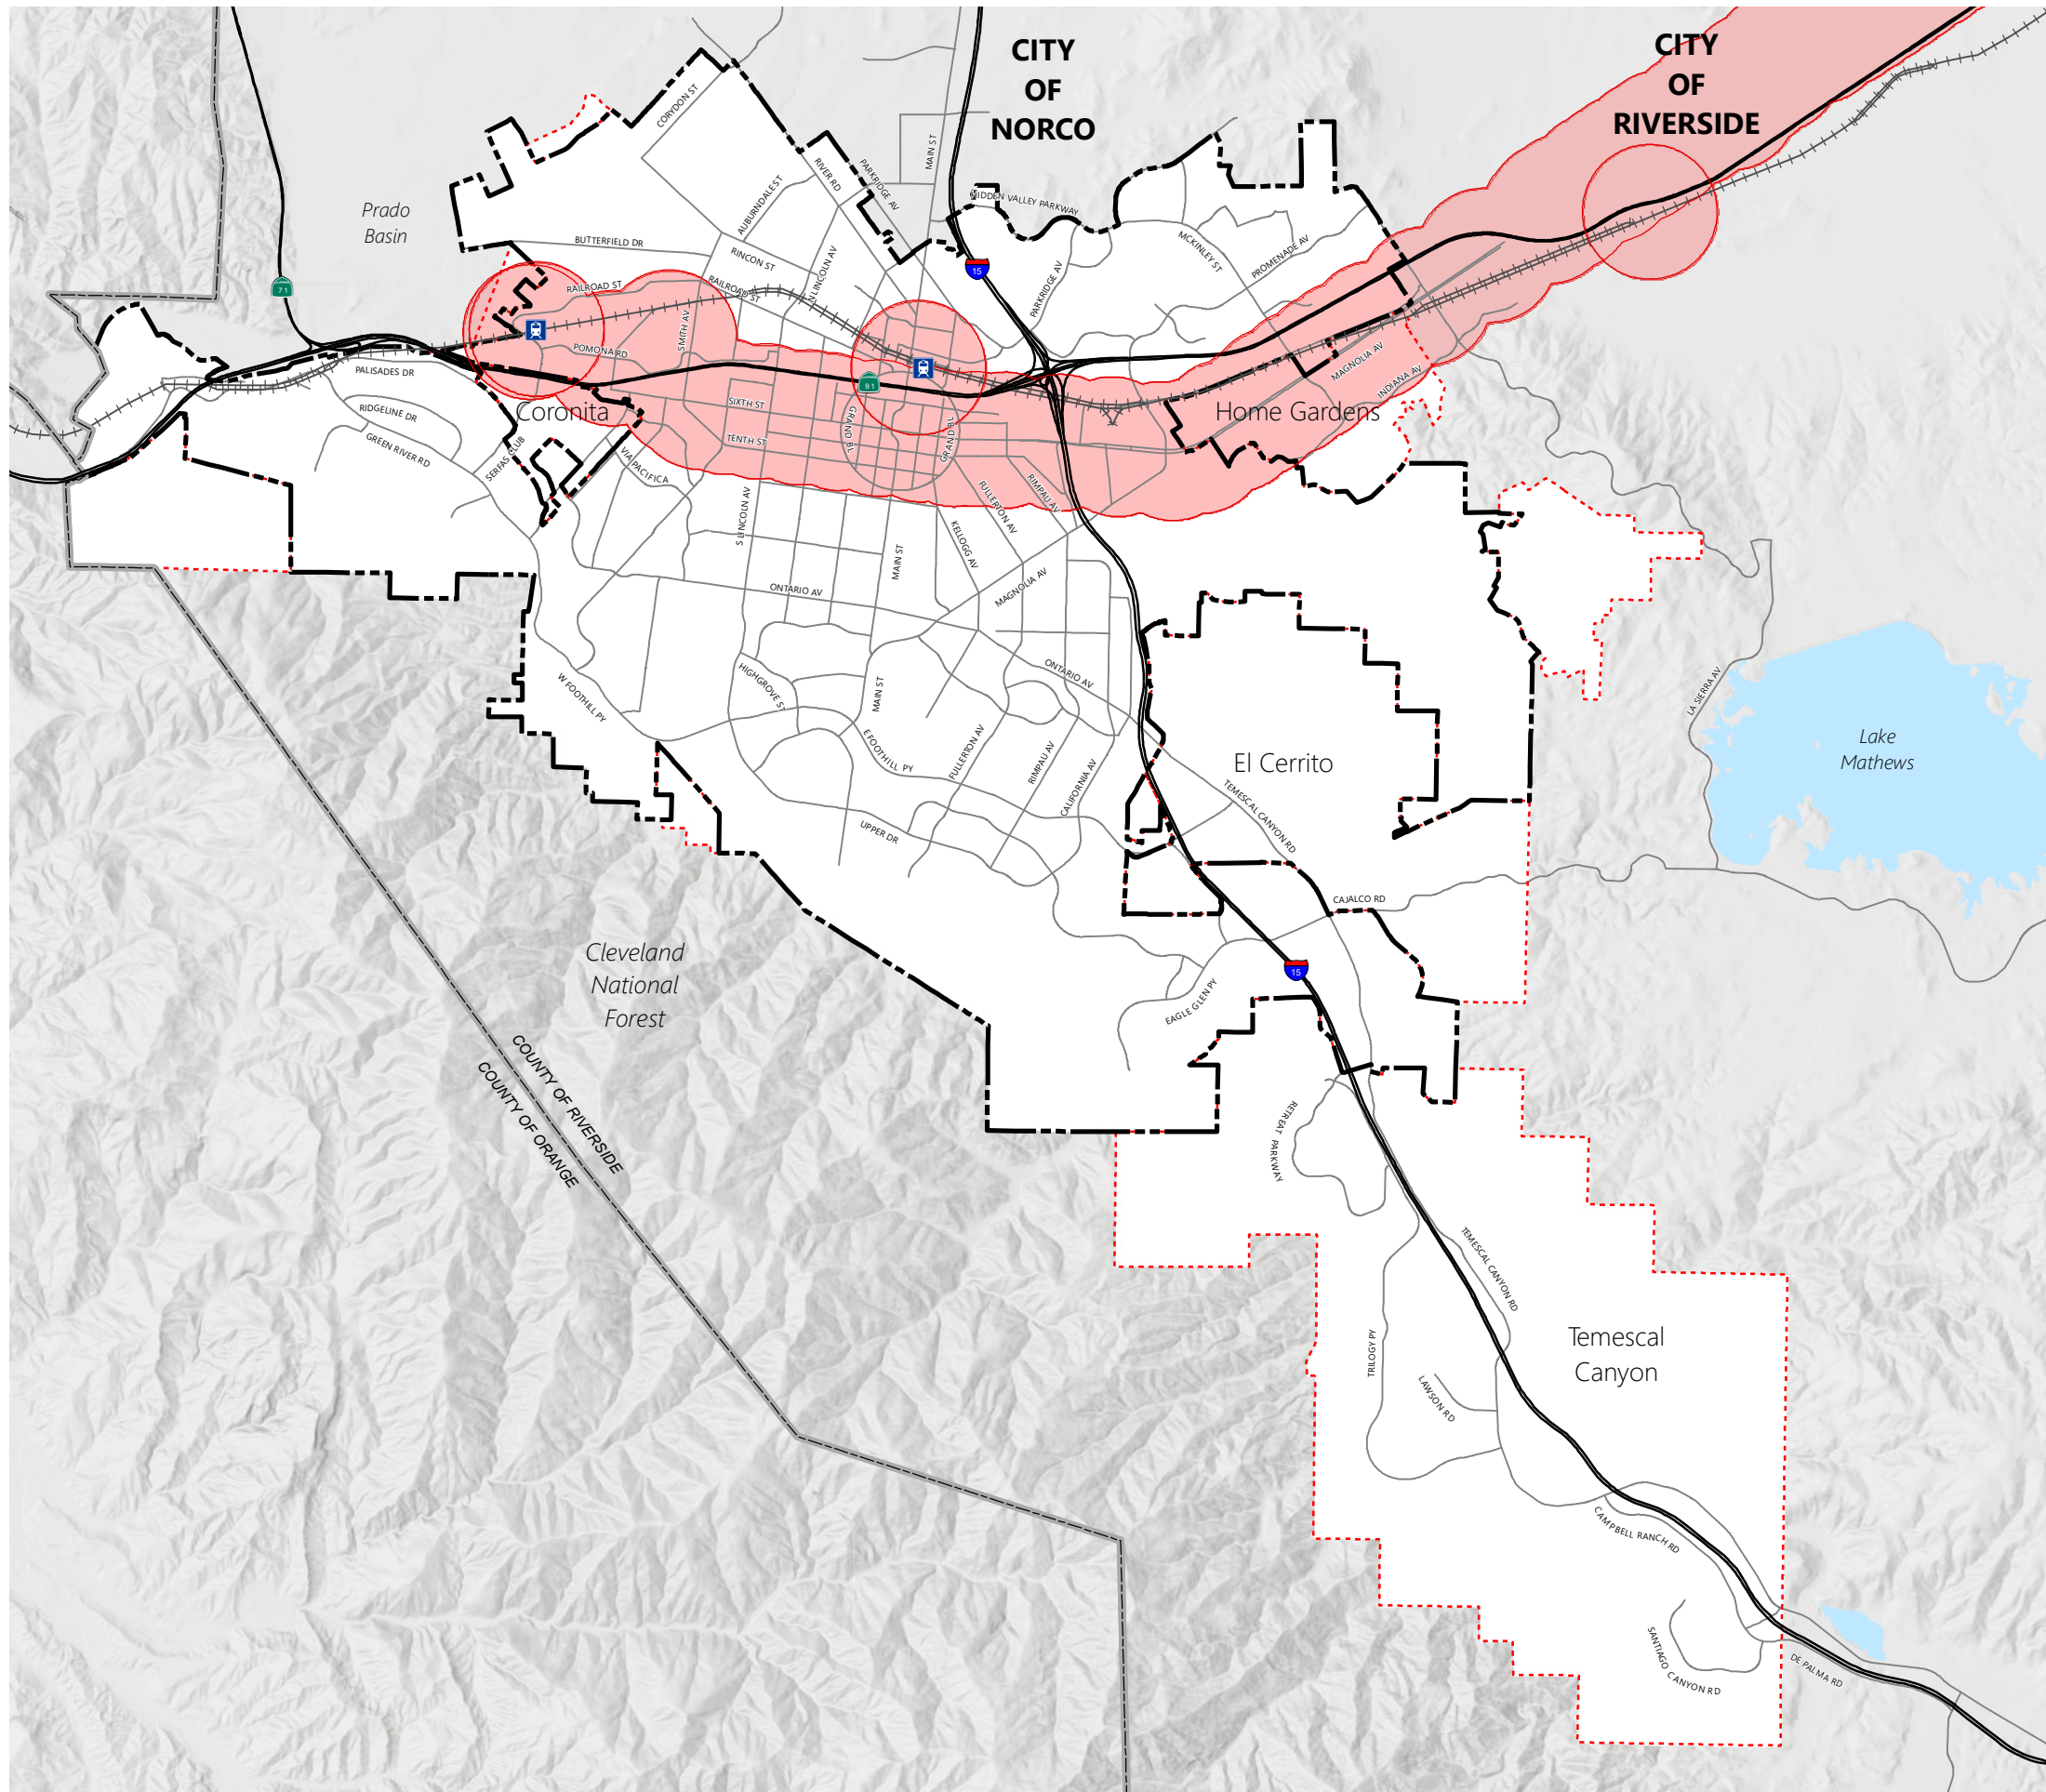 CITY
OF
NORCO
CITY
OF
RIVERSIDE
CORYDON ST
MAIN ST
RIVER RD
PARKRIDGE AV
AUBURNDALE ST
HIDDEN VALLEY PARKWAY
Prado
Basin
BUTTERFIELD DR
RINCON ST
N LINCOLN AV
MCKINLEY ST
PROMENADE AV
PARKRIDGE AV
15
71
RAILROAD ST
RAILROAD ST
SMITH AV
POMONA RD
PALISADES DR
91
MAGNOLIA AV
INDIANA AV
RIDGELINE DR
Coronita
SIXTH ST
Home Gardens
GRAND BL
GRAND BL
TENTH ST
GREEN RIVER RD
SERFAS CLUB
VIA PACIFICA
S LINCOLN AV
FULLERTON AV
RIMPAU AV
KELLOGG AV
MAIN ST
MAGNOLIA AV
ONTARIO AV
ONTARIO AV
W FOOTHILL PY
HIGHGROVE ST
MAIN ST
LA SIERRA AV
Lake
Mathews
E FOOTHILL PY
FULLERTON AV
RIMPAU AV
CALIFORNIA AV
El Cerrito
TEMESCAL CANYON RD
UPPER DR
CAJALCO RD
Cleveland
National
Forest
15
EAGLE GLEN PY
COUNTY OF RIVERSIDE
COUNTY OF ORANGE
RETREAT PARKWAY
TEMESCAL CANYON RD
TRILOGY PY
Temescal
Canyon
LAWSON RD
CAMPBELL RANCH RD
SANTIAGO CANYON RD
DE PALMA RD